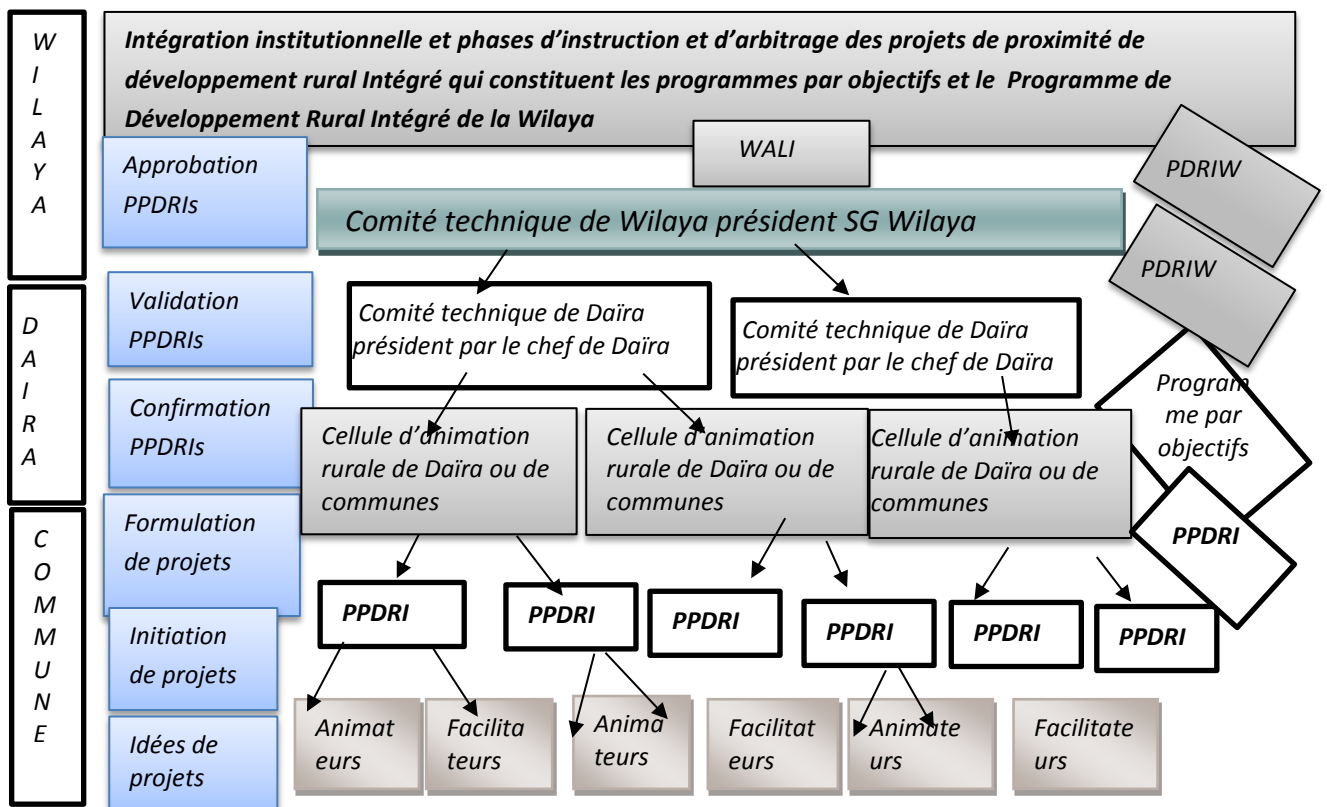 W
I
L
A
Y
A
Intégration institutionnelle et phases d’instruction et d’arbitrage des projets de proximité de
développement rural Intégré qui constituent les programmes par objectifs et le Programme de
Développement Rural Intégré de la Wilaya
WALI
PDRIW
Approbation
PPDRIs
Comité technique de Wilaya président SG Wilaya
PDRIW
D
A
I
R
A
Validation
PPDRIs
Comité technique de Daïra
président par le chef de Daïra
Comité technique de Daïra
président par le chef de Daïra
Program
me par
objectifs
Confirmation
PPDRIs
Cellule d’animation
rurale de Daïra ou de
communes
Cellule d’animation
rurale de Daïra ou de
communes
Cellule d’animation
rurale de Daïra ou de
communes
PPDRI
C
O
M
M
U
N
E
Formulation
de projets
PPDRI
PPDRI
PPDRI
PPDRI
PPDRI
PPDRI
Initiation
de projets
Idées de
projets
Animat
eurs
Facilita
teurs
Anima
teurs
Facilitat
eurs
Animate
urs
Facilitate
urs